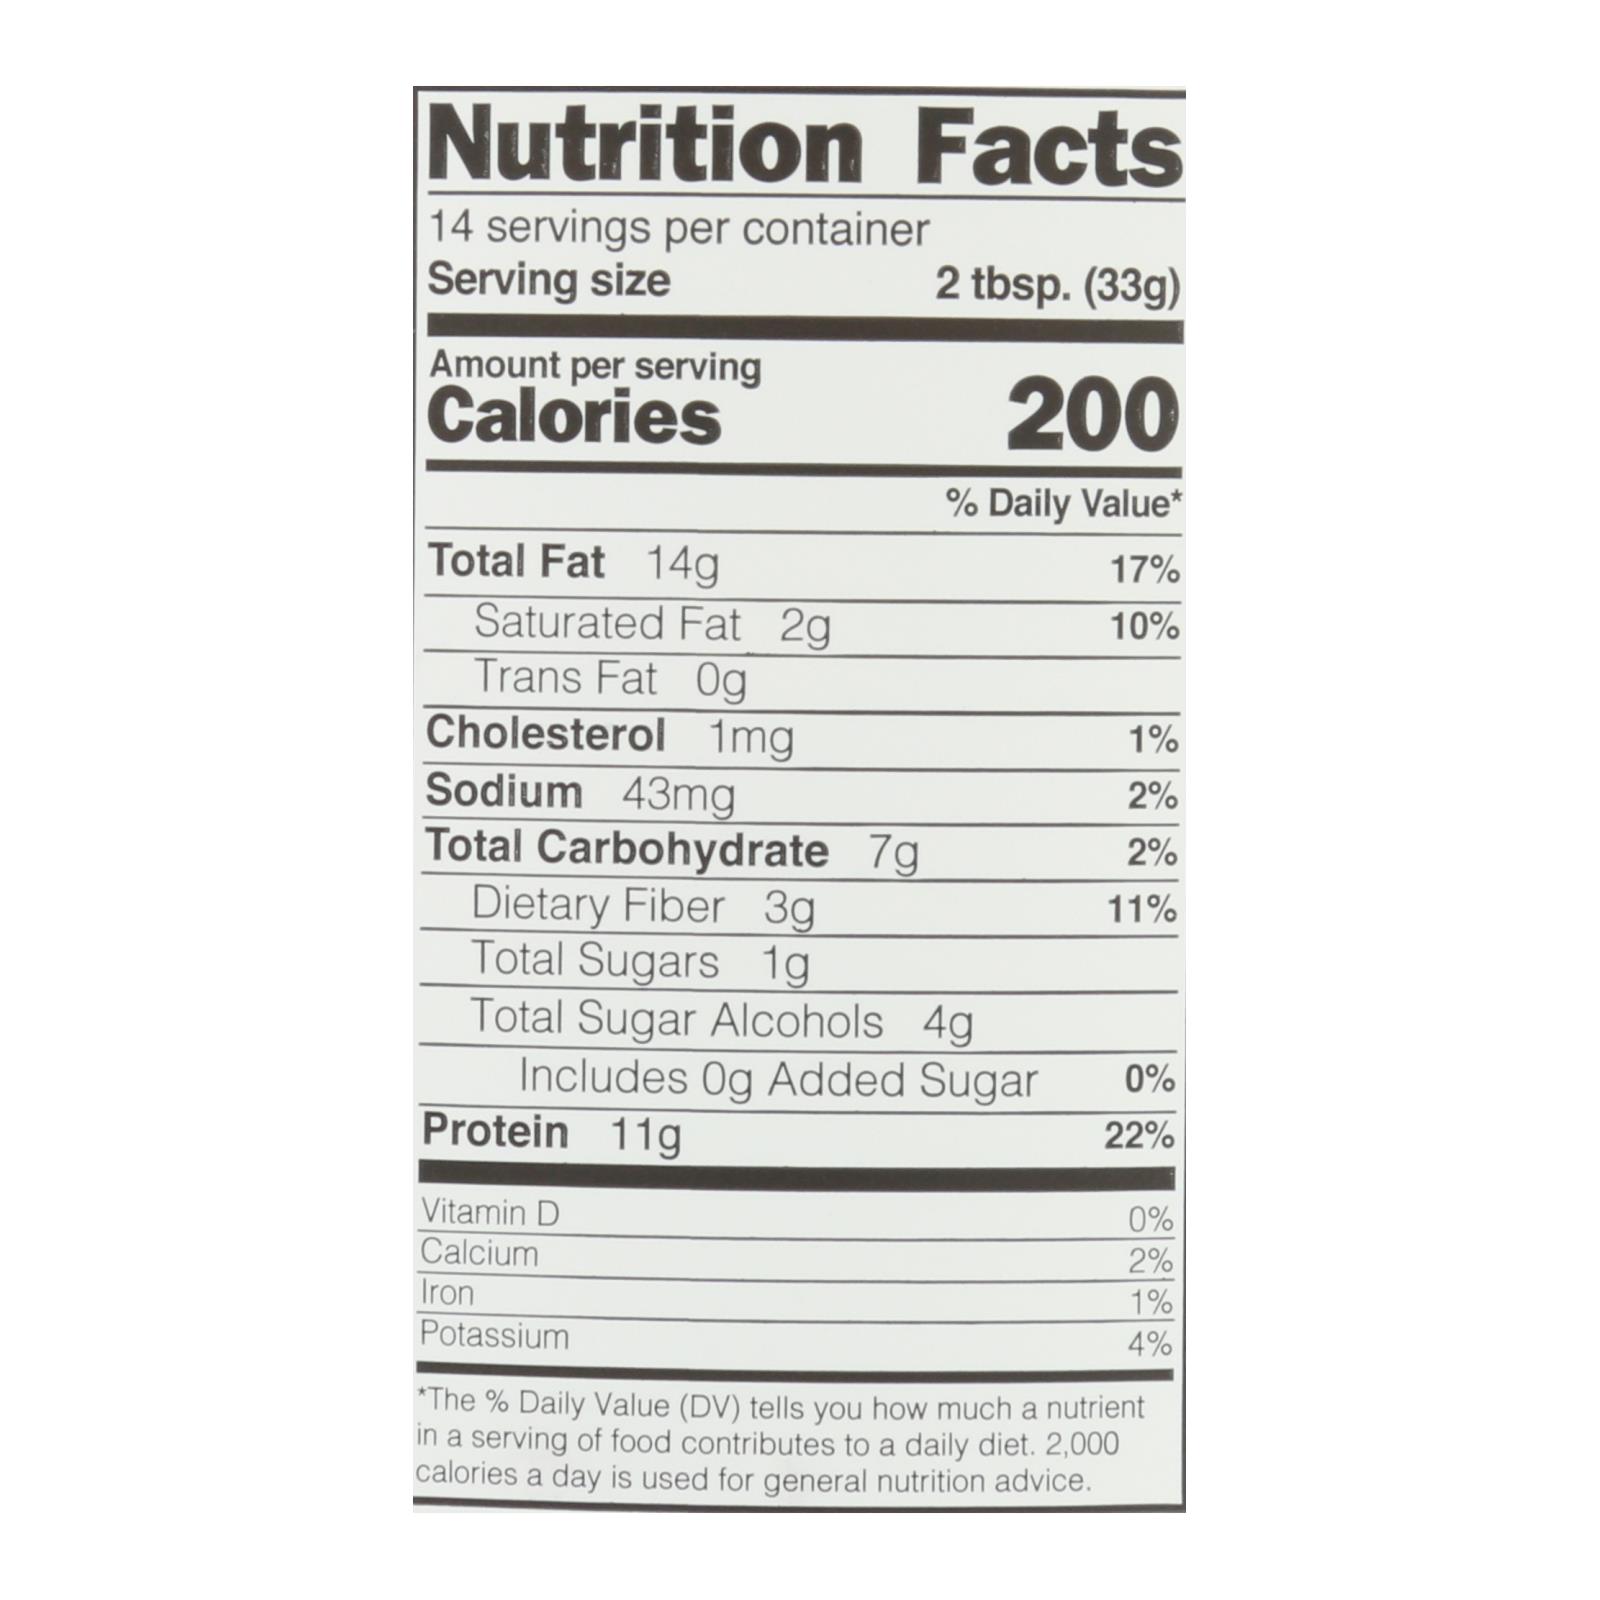 Nutrition Facts
14 servings per container
Serving size 2 tbsp. (33g)
Amount per serving
Calories 200
% Daily Value*
Total Fat 14g 17%
Saturated Fat 2g 10%
Trans Fat 0g
Cholesterol 1mg 1%
Sodium 43mg 2%
Total Carbohydrate 7g 2%
Dietary Fiber 3g 11%
Total Sugars 1g
Total Sugar Alcohols 4g
Includes 0g Added Sugar 0%
Protein 11g 22%
Vitamin D 0%
Calcium 2%
Iron 1%
Potassium 4%
*The % Daily Value (DV) tells you how much a nutrient
in a serving of food contributes to a daily diet. 2,000
calories a day is used for general nutrition advice.